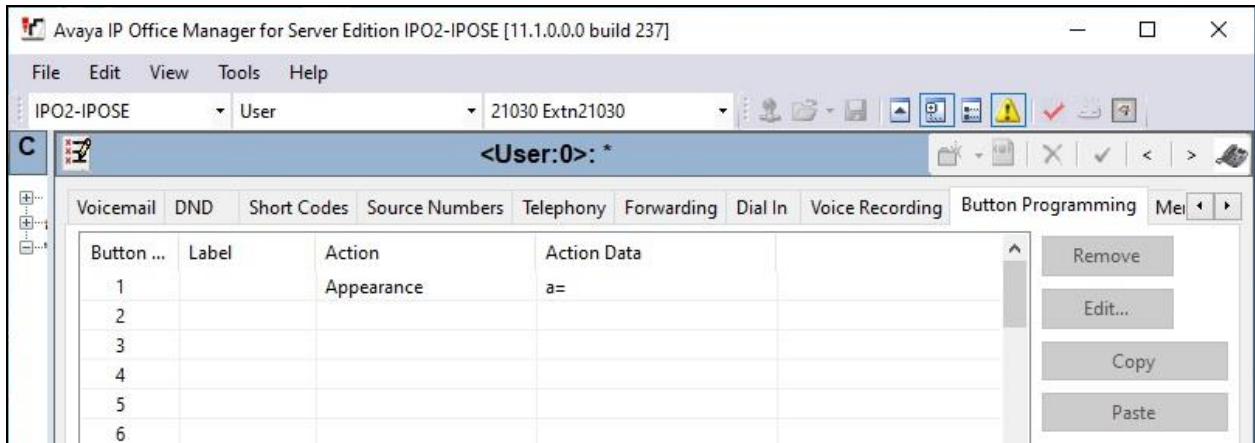 Avaya IP Office Manager for Server Edition IPO2-IPOSE [11.1.0.0.0 build 237]
File Edit View Tools Help
IPO2-IPOSE User 21030 Extn21030
C <User:0>: *
Voicemail DND Short Codes Source Numbers Telephony Forwarding Dial In Voice Recording Button Programming
Button ... Label Action Action Data
Remove
1 Appearance a=
2
Edit...
3
4
Copy
5
Paste
6